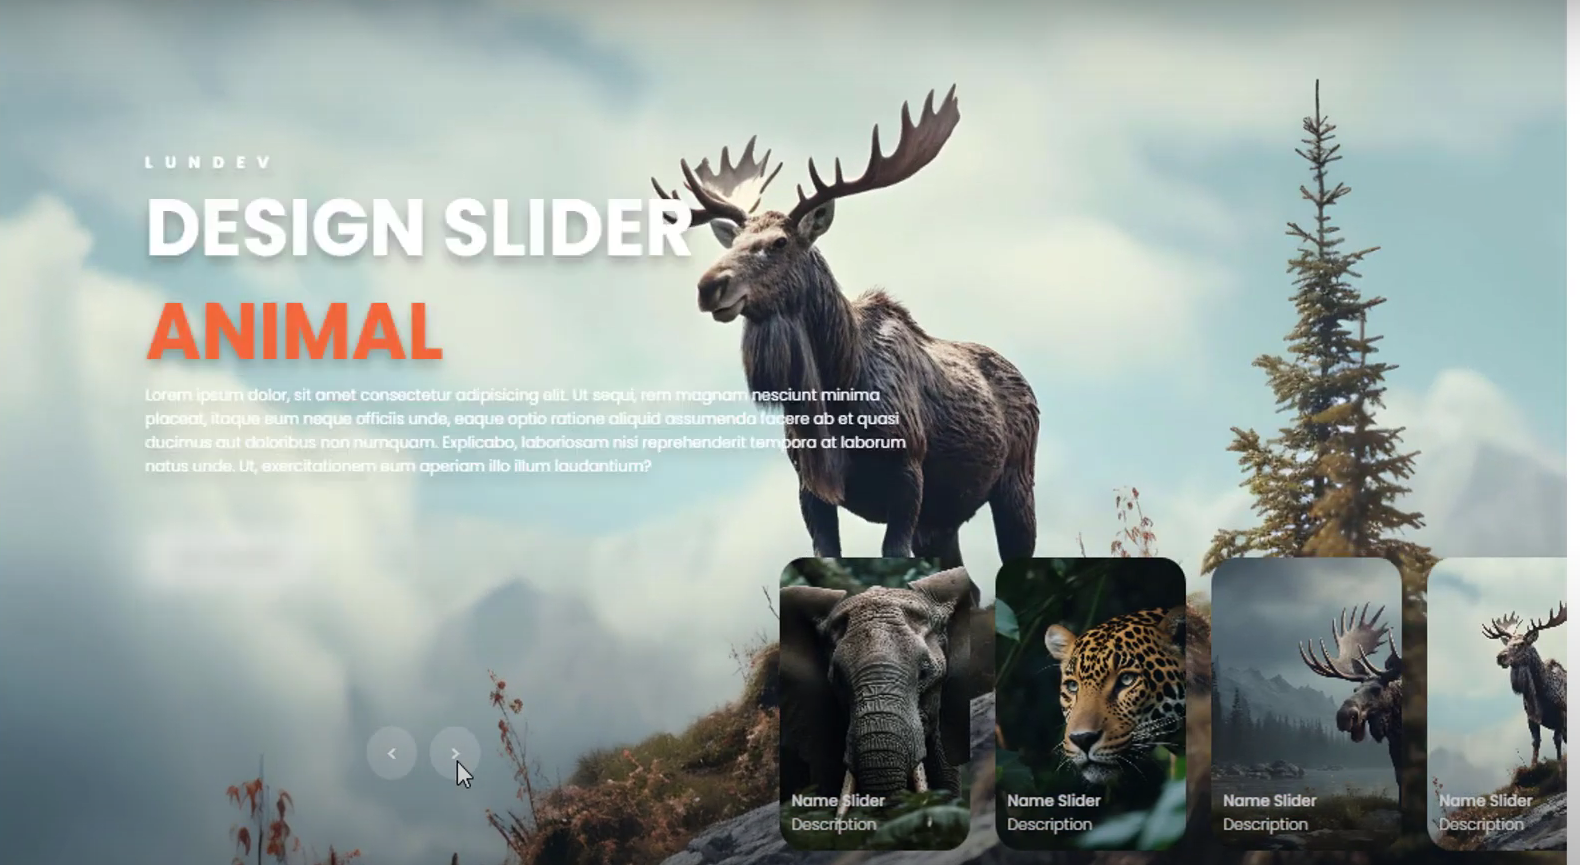 LUNDEV
DESIGN SLIDER
ANIMAL
Lorem ipsum dolor, sit amet consectetur adipisicing elit. Ut sequi, rem magnam nesciunt minima
placeat, itaque eum neque officiis unde, eaque optio ratione aliquid assumenda facere ab et quasi
ducimus aut doloribus non numquam. Explicabo, laboriosam nisi reprehenderit tempora at laborum
natus unde. Ut, exercitationem eum aperiam illo illum laudantium?
< >
Name Slider
Description
Name Slider
Description
Name Slider
Description
Name Slider
Description